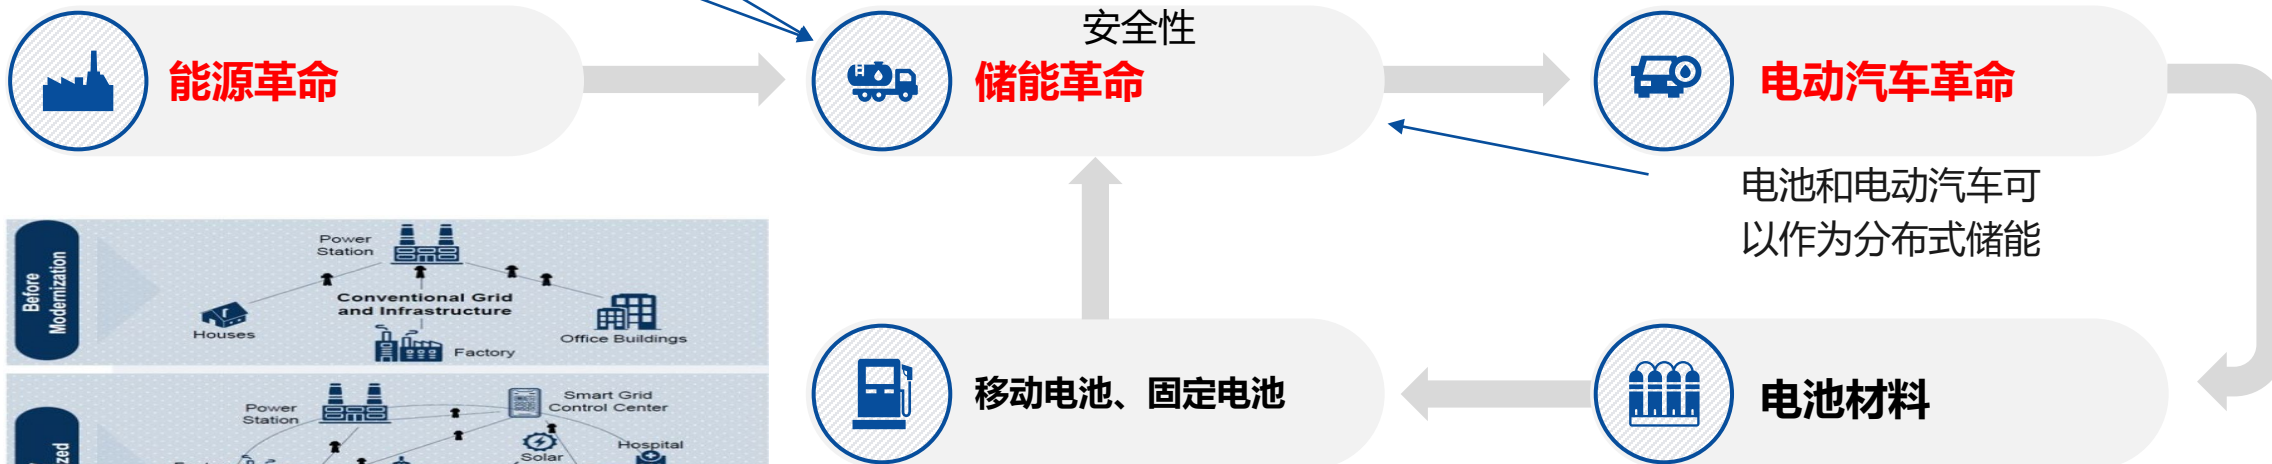 安全性
能源革命
储能革命
电动汽车革命
电池和电动汽车可
以作为分布式储能
Before
Modernization
Power
Station
Conventional Grid
and Infrastructure
Houses
Factory
Office Buildings
移动电池、固定电池
电池材料
Power
Station
Smart Grid
Control Center
Solar
Hospital